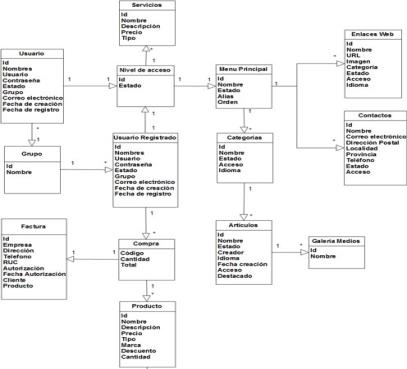 Servicios
Id
Nombre
Descripción
Precio
Tipo
Usuario
Id
Nombres
Usuario
Contraseña
Estado
Grupo
Correo electrónico
Fecha de creación
Fecha de registro
Nivel de acceso
Id
Estado
Menu Principal
Id
Nombre
Estado
Alias
Orden
Enlaces Web
Id
Nombre
URL
Imagen
Categoria
Estado
Acceso
Idioma
Contactos
Id
Nombre
Correo electrónico
Dirección Postal
Localidad
Provincia
Teléfono
Estado
Acceso
Grupo
Id
Nombre
Usuario Registrado
Id
Nombres
Usuario
Contraseña
Estado
Grupo
Correo electrónico
Fecha de creación
Fecha de registro
Categorias
Id
Nombre
Estado
Acceso
Idioma
Factura
Id
Empresa
Dirección
Telefono
RUC
Autorización
Fecha Autorización
Cliente
Producto
Compra
Código
Cantidad
Total
Artículos
Id
Nombre
Estado
Creador
Idioma
Fecha creación
Acceso
Destacado
Galeria Medios
Id
Nombre
Producto
Id
Nombre
Descripción
Precio
Tipo
Marca
Descuento
Cantidad